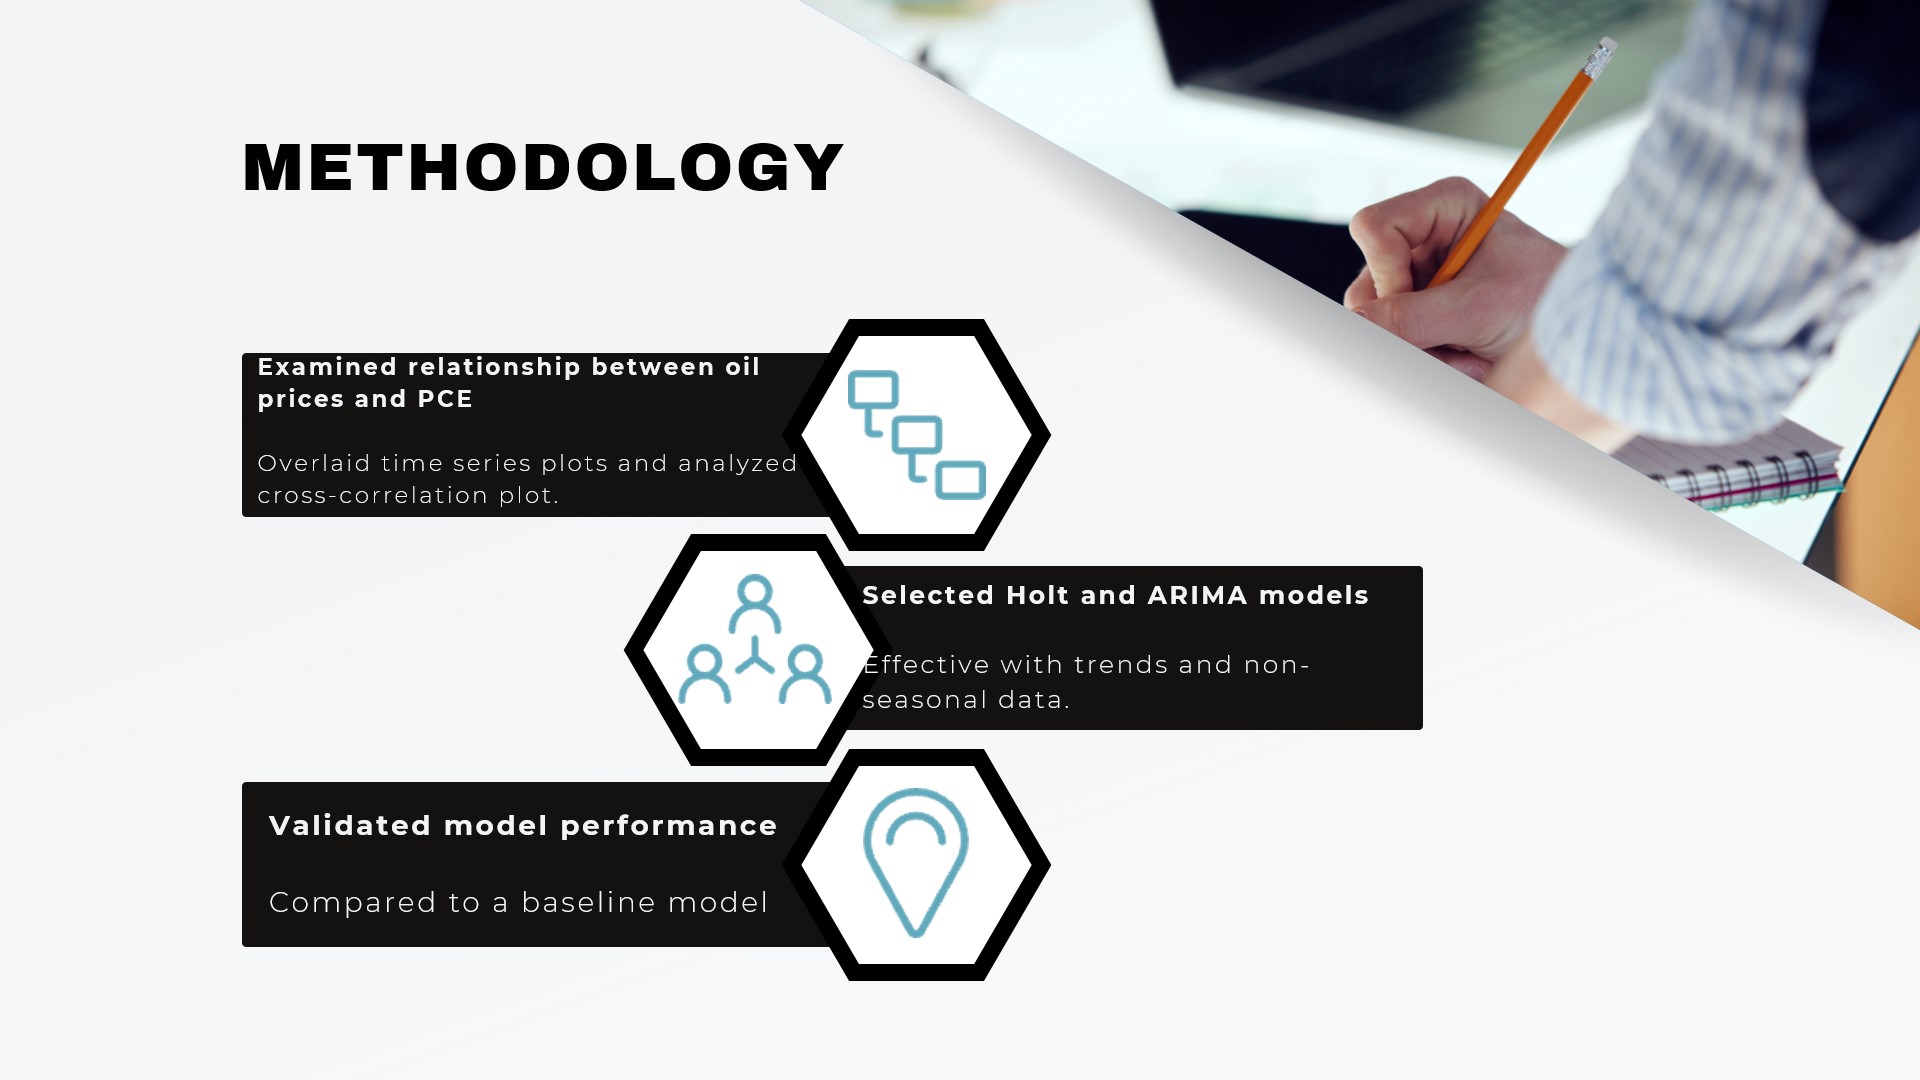 METHODOLOGY
Examined relationship between oil
prices and PCE
Overlaid time series plots and analyzed
cross-correlation plot.
Selected Holt and ARIMA models
Effective with trends and non-
seasonal data.
Validated model performance
Compared to a baseline model